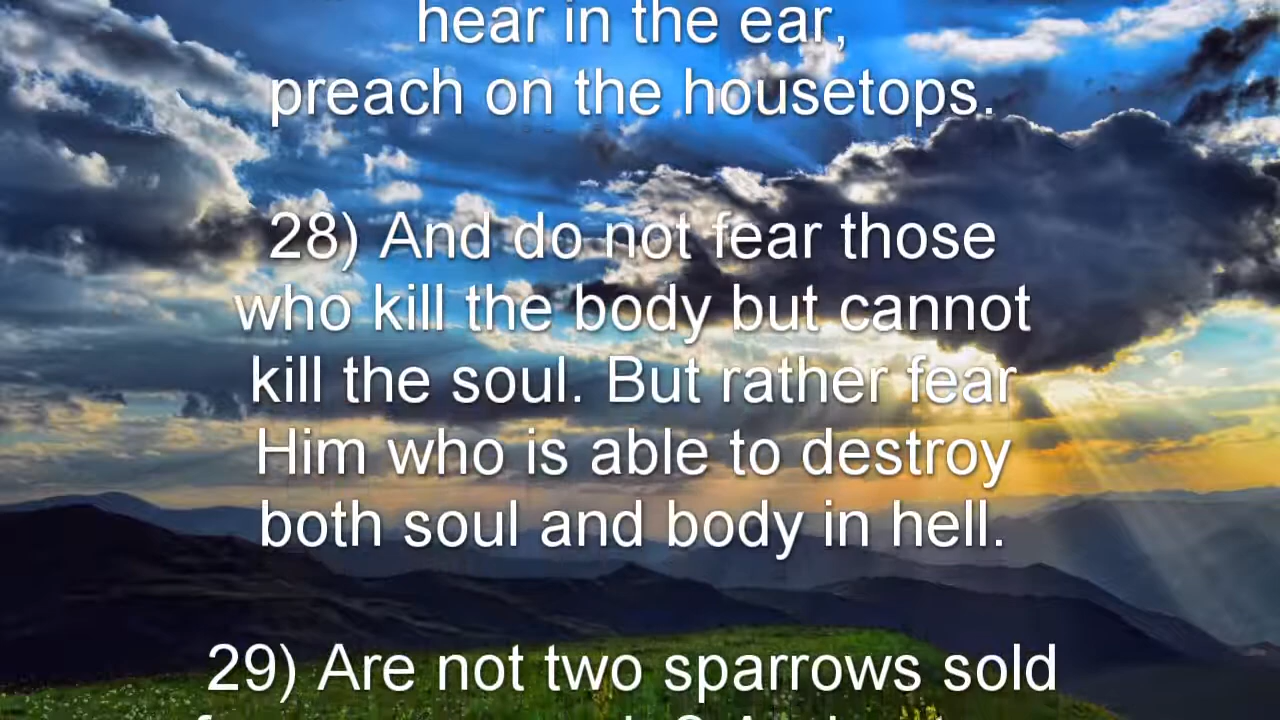 hear in the ear,
preach on the housetops.
28) And do not fear those
who kill the body but cannot
kill the soul. But rather fear
Him who is able to destroy
both soul and body in hell.
29) Are not two sparrows sold